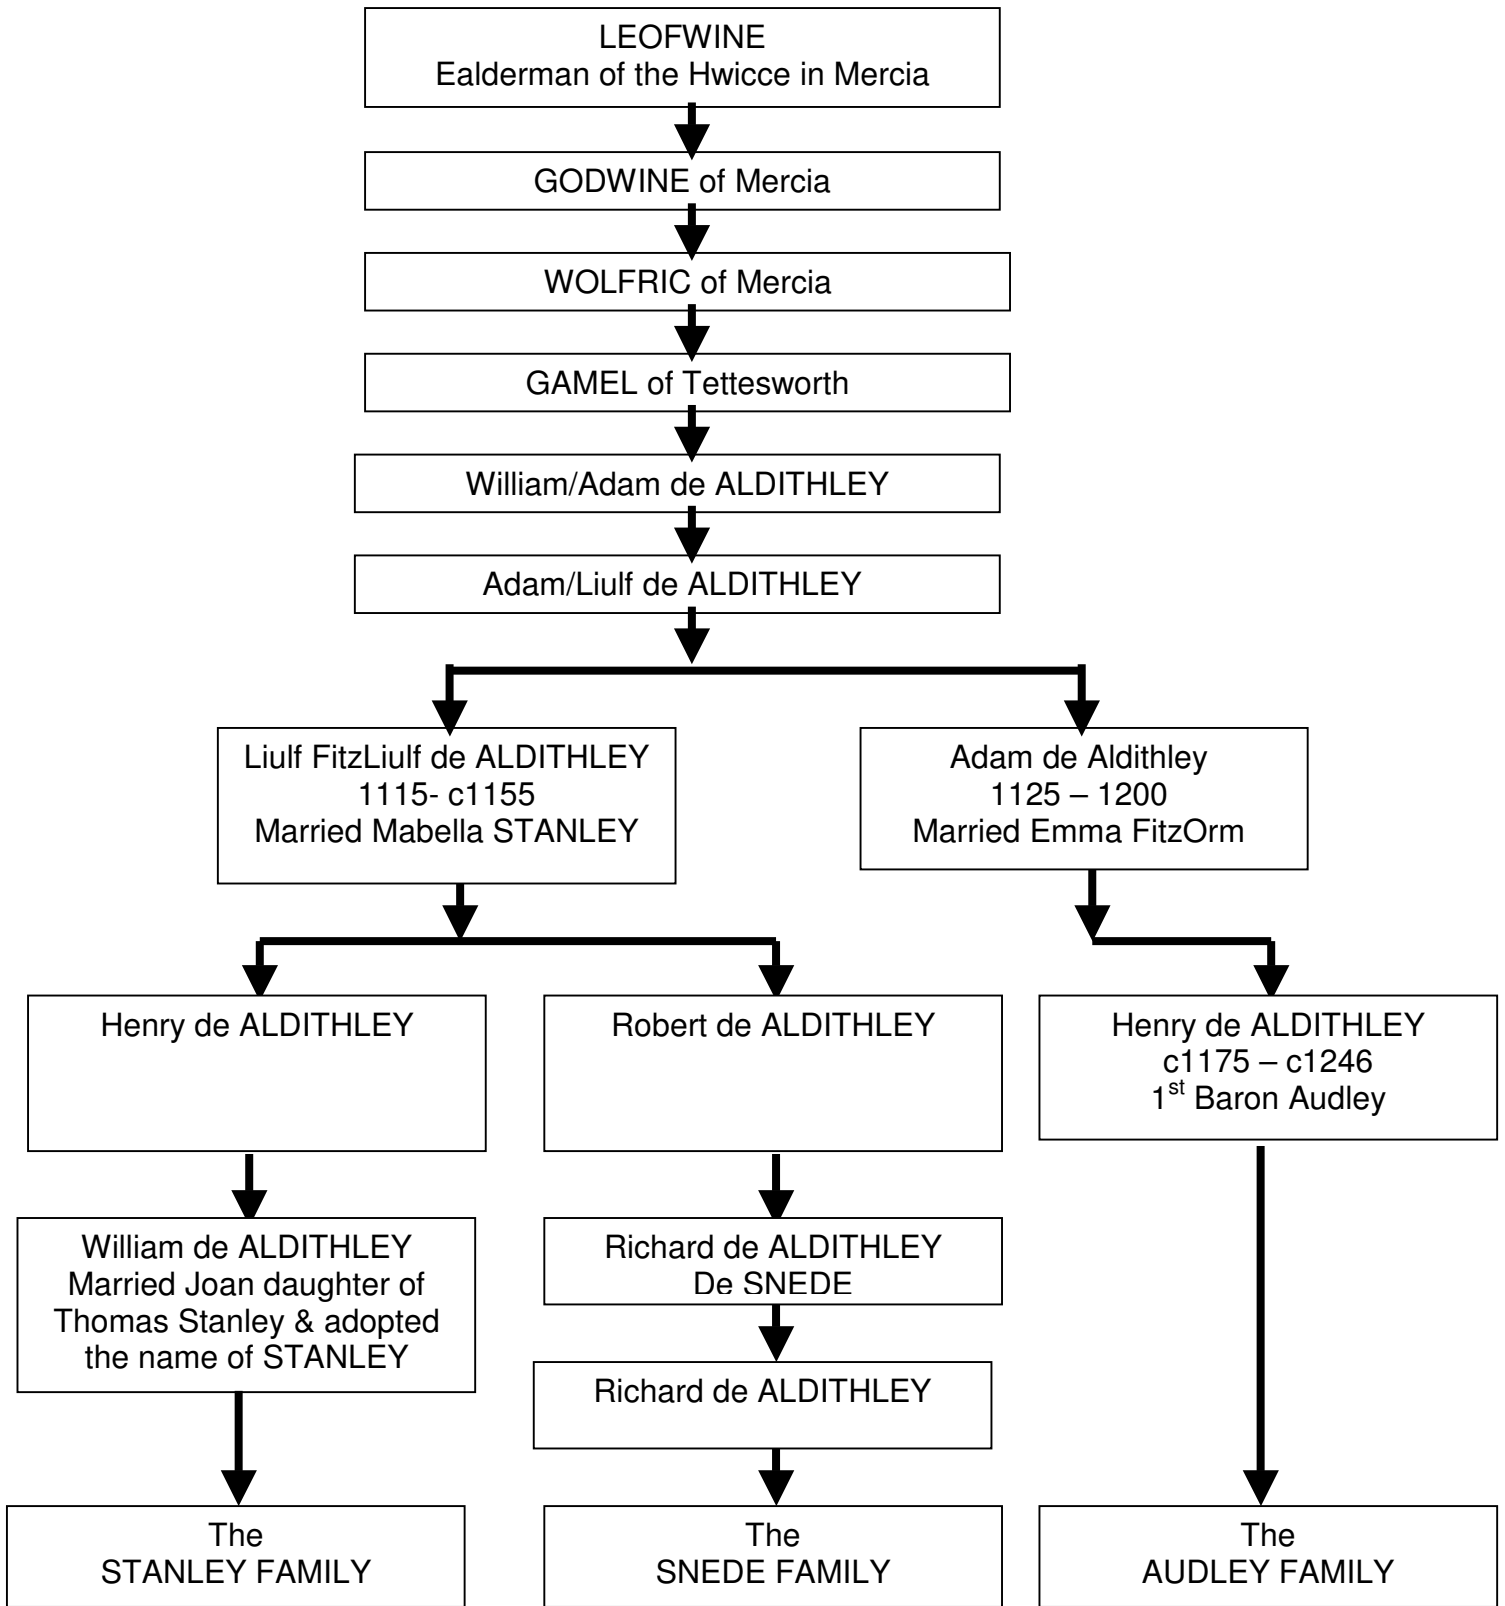 LEOFWINE
Ealderman of the Hwicce in Mercia
GODWINE of Mercia
WOLFRIC of Mercia
GAMEL of Tettesworth
William/Adam de ALDITHLEY
Adam/Liulf de ALDITHLEY
Liulf FitzLiulf de ALDITHLEY
1115- c1155
Married Mabella STANLEY
Adam de Aldithley
1125 – 1200
Married Emma FitzOrm
Henry de ALDITHLEY
Robert de ALDITHLEY
Henry de ALDITHLEY
c1175 – c1246
1st Baron Audley
William de ALDITHLEY
Married Joan daughter of
Thomas Stanley & adopted
the name of STANLEY
Richard de ALDITHLEY
De SNEDE
Richard de ALDITHLEY
The
STANLEY FAMILY
The
SNEDE FAMILY
The
AUDLEY FAMILY